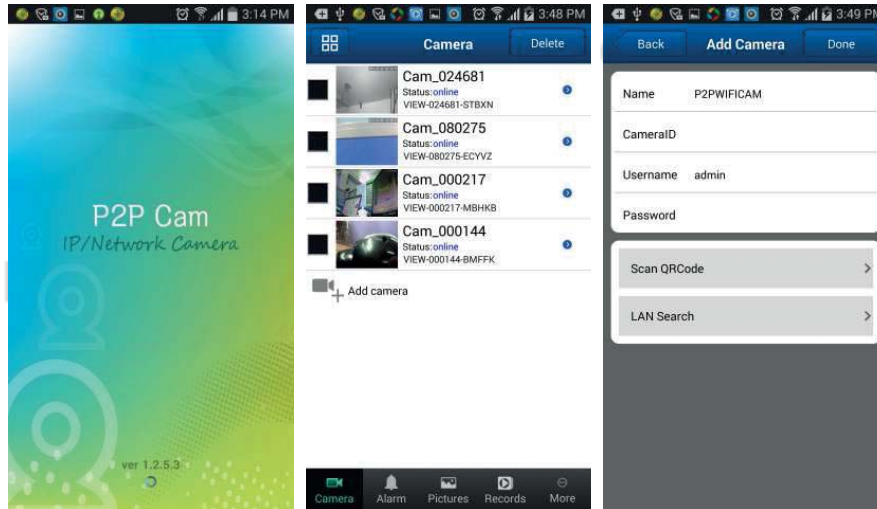 3:14 PM
P2P Cam
IP/Network Camera
ver 1.2.5.3
3:48 PM
Camera
Delete
Cam_024681
Status:online
VIEW-024681-STBXN
Cam_080275
Status:online
VIEW-080275-ECYVZ
Cam_000217
Status:online
VIEW-000217-MBHKB
Cam_000144
Status:online
VIEW-000144-BMFFK
Add camera
Camera Alarm Pictures Records More
3:49 PM
Back Add Camera Done
Name P2PWIFICAM
CameraID
Username admin
Password
Scan QRCode
LAN Search